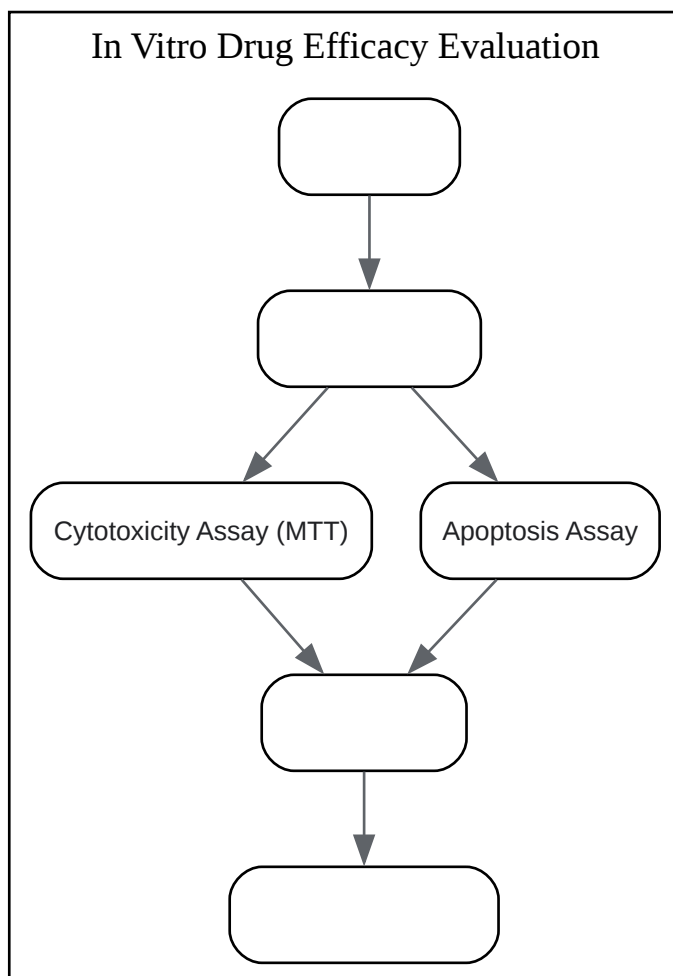 In Vitro Drug Efficacy Evaluation
Cytotoxicity Assay (MTT)
Apoptosis Assay